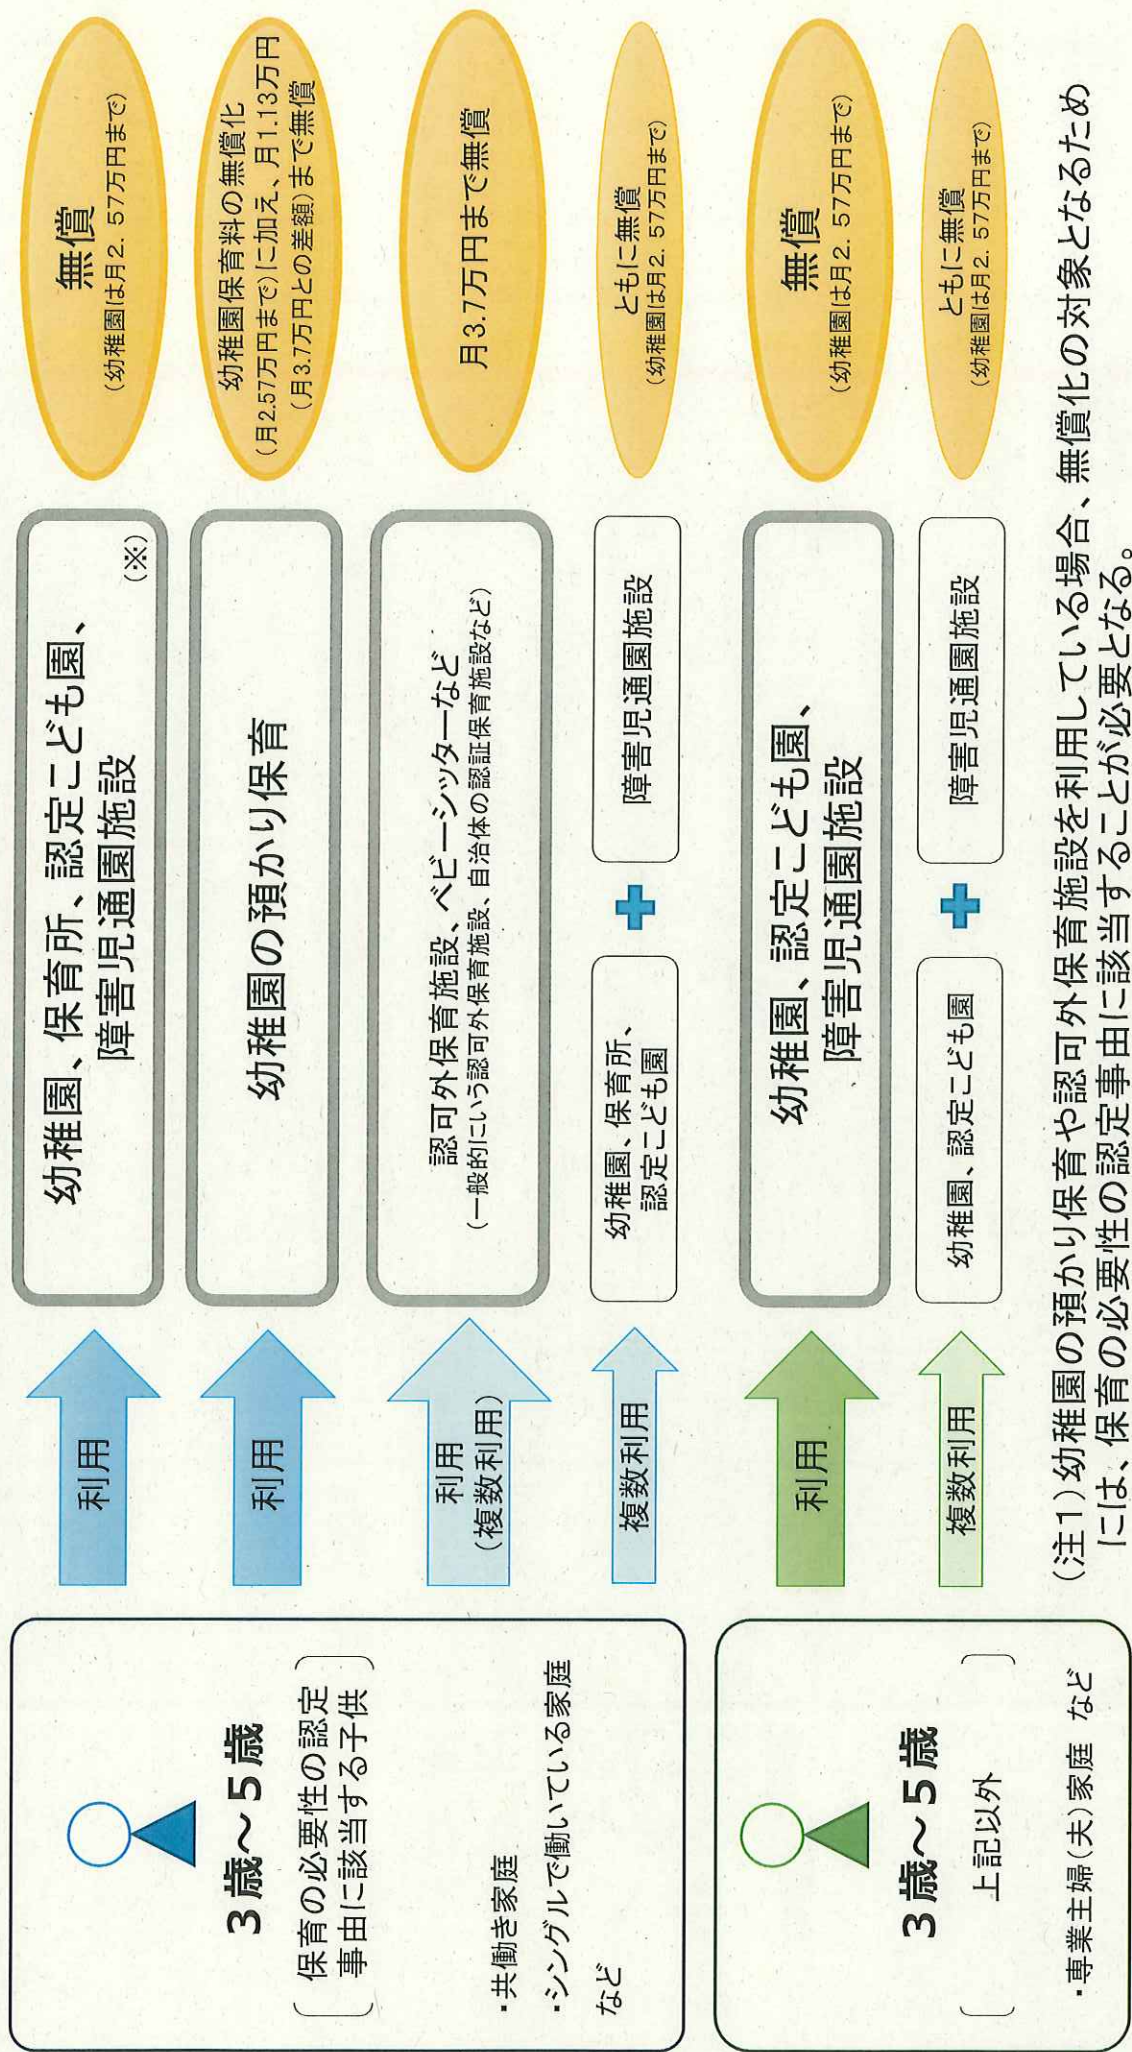 3歳～5歳
保育の必要性の認定
事由に該当する子供
・共働き家庭
・シングルで働いている家庭
など
利用
幼稚園、保育所、認定こども園、
障害児通園施設
(※)
無償
(幼稚園は月2.57万円まで)
利用
幼稚園の預かり保育
幼稚園保育料の無償化
(月2.57万円まで)に加え、月1.13万円
(月3.7万円との差額)まで無償
利用
(複数利用)
認可外保育施設、ベビーシッターなど
(一般的にいう認可外保育施設、自治体の認証保育施設など)
月3.7万円まで無償
複数利用
幼稚園、保育所、
認定こども園
障害児通園施設
ともに無償
(幼稚園は月2.57万円まで)
3歳～5歳
上記以外
・専業主婦(夫)家庭 など
利用
幼稚園、認定こども園、
障害児通園施設
無償
(幼稚園は月2.57万円まで)
複数利用
幼稚園、認定こども園
障害児通園施設
ともに無償
(幼稚園は月2.57万円まで)
(注1)幼稚園の預かり保育や認可外保育施設を利用している場合、無償化の対象となるため
には、保育の必要性の認定事由に該当することが必要となる。